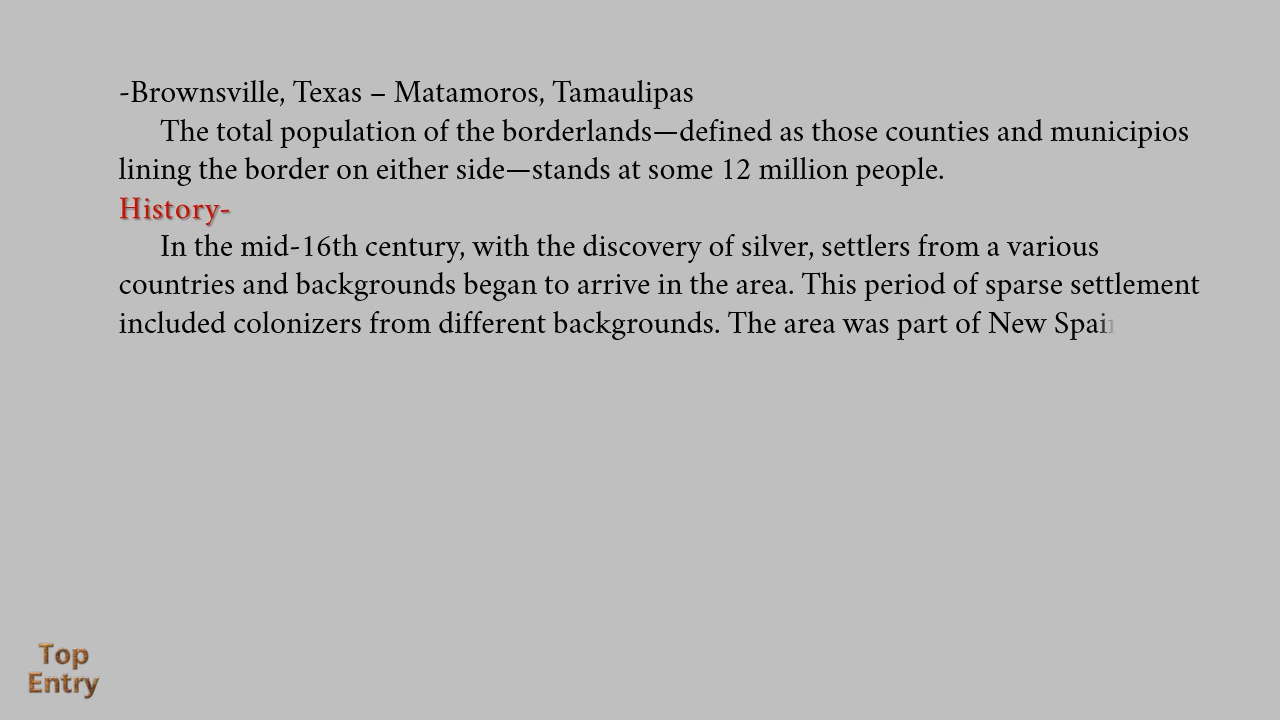 -Brownsville, Texas – Matamoros, Tamaulipas
The total population of the borderlands—defined as those counties and municipios
lining the border on either side—stands at some 12 million people.
History-
In the mid-16th century, with the discovery of silver, settlers from a various
countries and backgrounds began to arrive in the area. This period of sparse settlement
included colonizers from different backgrounds. The area was part of New Spain
Top
Entry